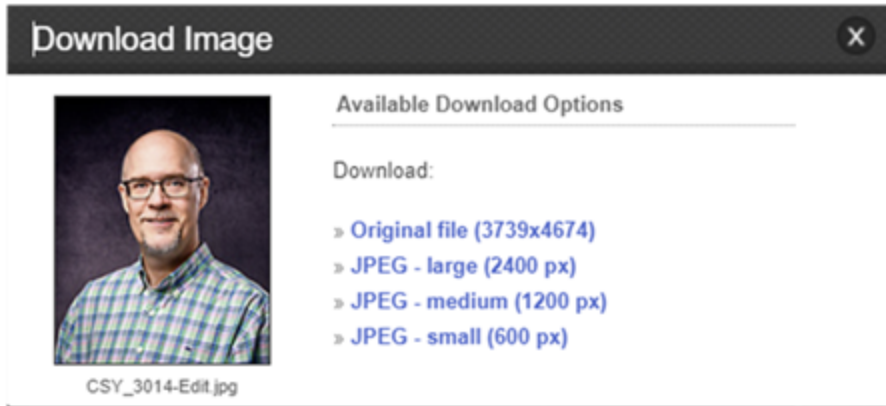 Download Image
X
Available Download Options
Download:
» Original file (3739x4674)
» JPEG - large (2400 px)
» JPEG - medium (1200 px)
» JPEG - small (600 px)
CSY_3014-Edit.jpg